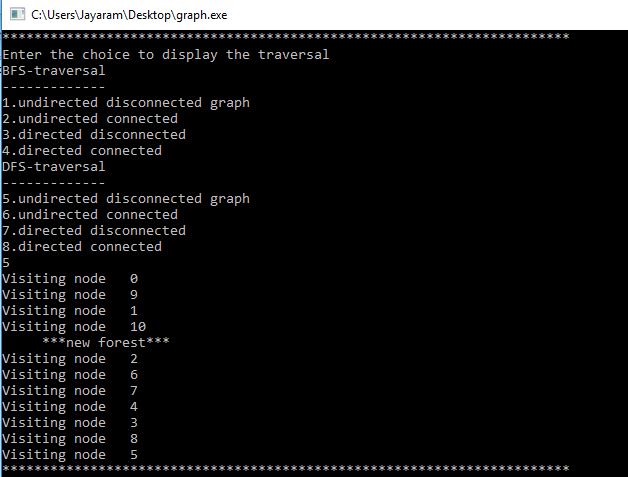 C:\Users\Jayaram\Desktop\graph.exe
***********************************************************************
Enter the choice to display the traversal
BFS-traversal
-------------
1.undirected disconnected graph
2.undirected connected
3.directed disconnected
4.directed connected
DFS-traversal
-------------
5.undirected disconnected graph
6.undirected connected
7.directed disconnected
8.directed connected
5
Visiting node   0
Visiting node   9
Visiting node   1
Visiting node   10
     ***new forest***
Visiting node   2
Visiting node   6
Visiting node   7
Visiting node   4
Visiting node   3
Visiting node   8
Visiting node   5
***********************************************************************